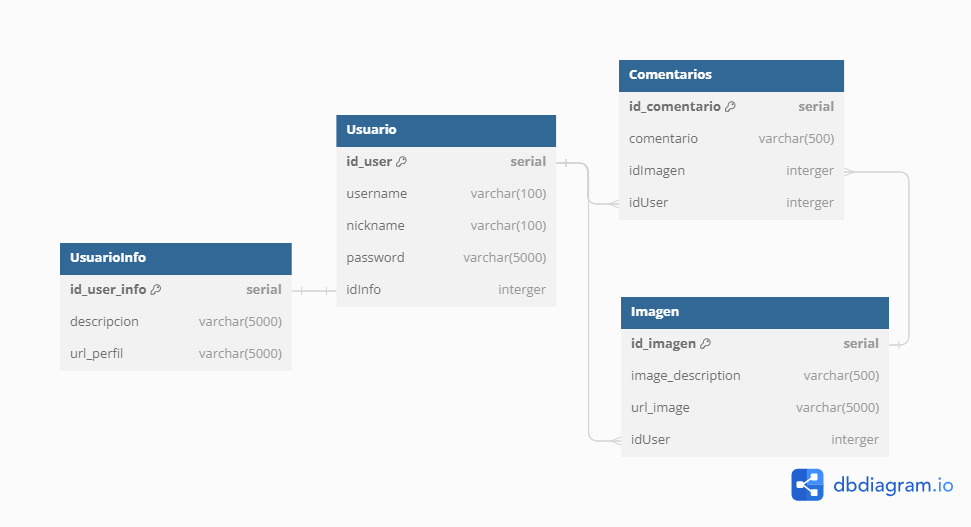 UsuarioInfo
id_user_info serial
descripcion varchar(5000)
url_perfil varchar(5000)
Usuario
id_user serial
username varchar(100)
nickname varchar(100)
password varchar(5000)
idInfo interger
Comentarios
id_comentario serial
comentario varchar(500)
idImagen interger
idUser interger
Imagen
id_imagen serial
image_description varchar(500)
url_image varchar(5000)
idUser interger
dbdiagram.io